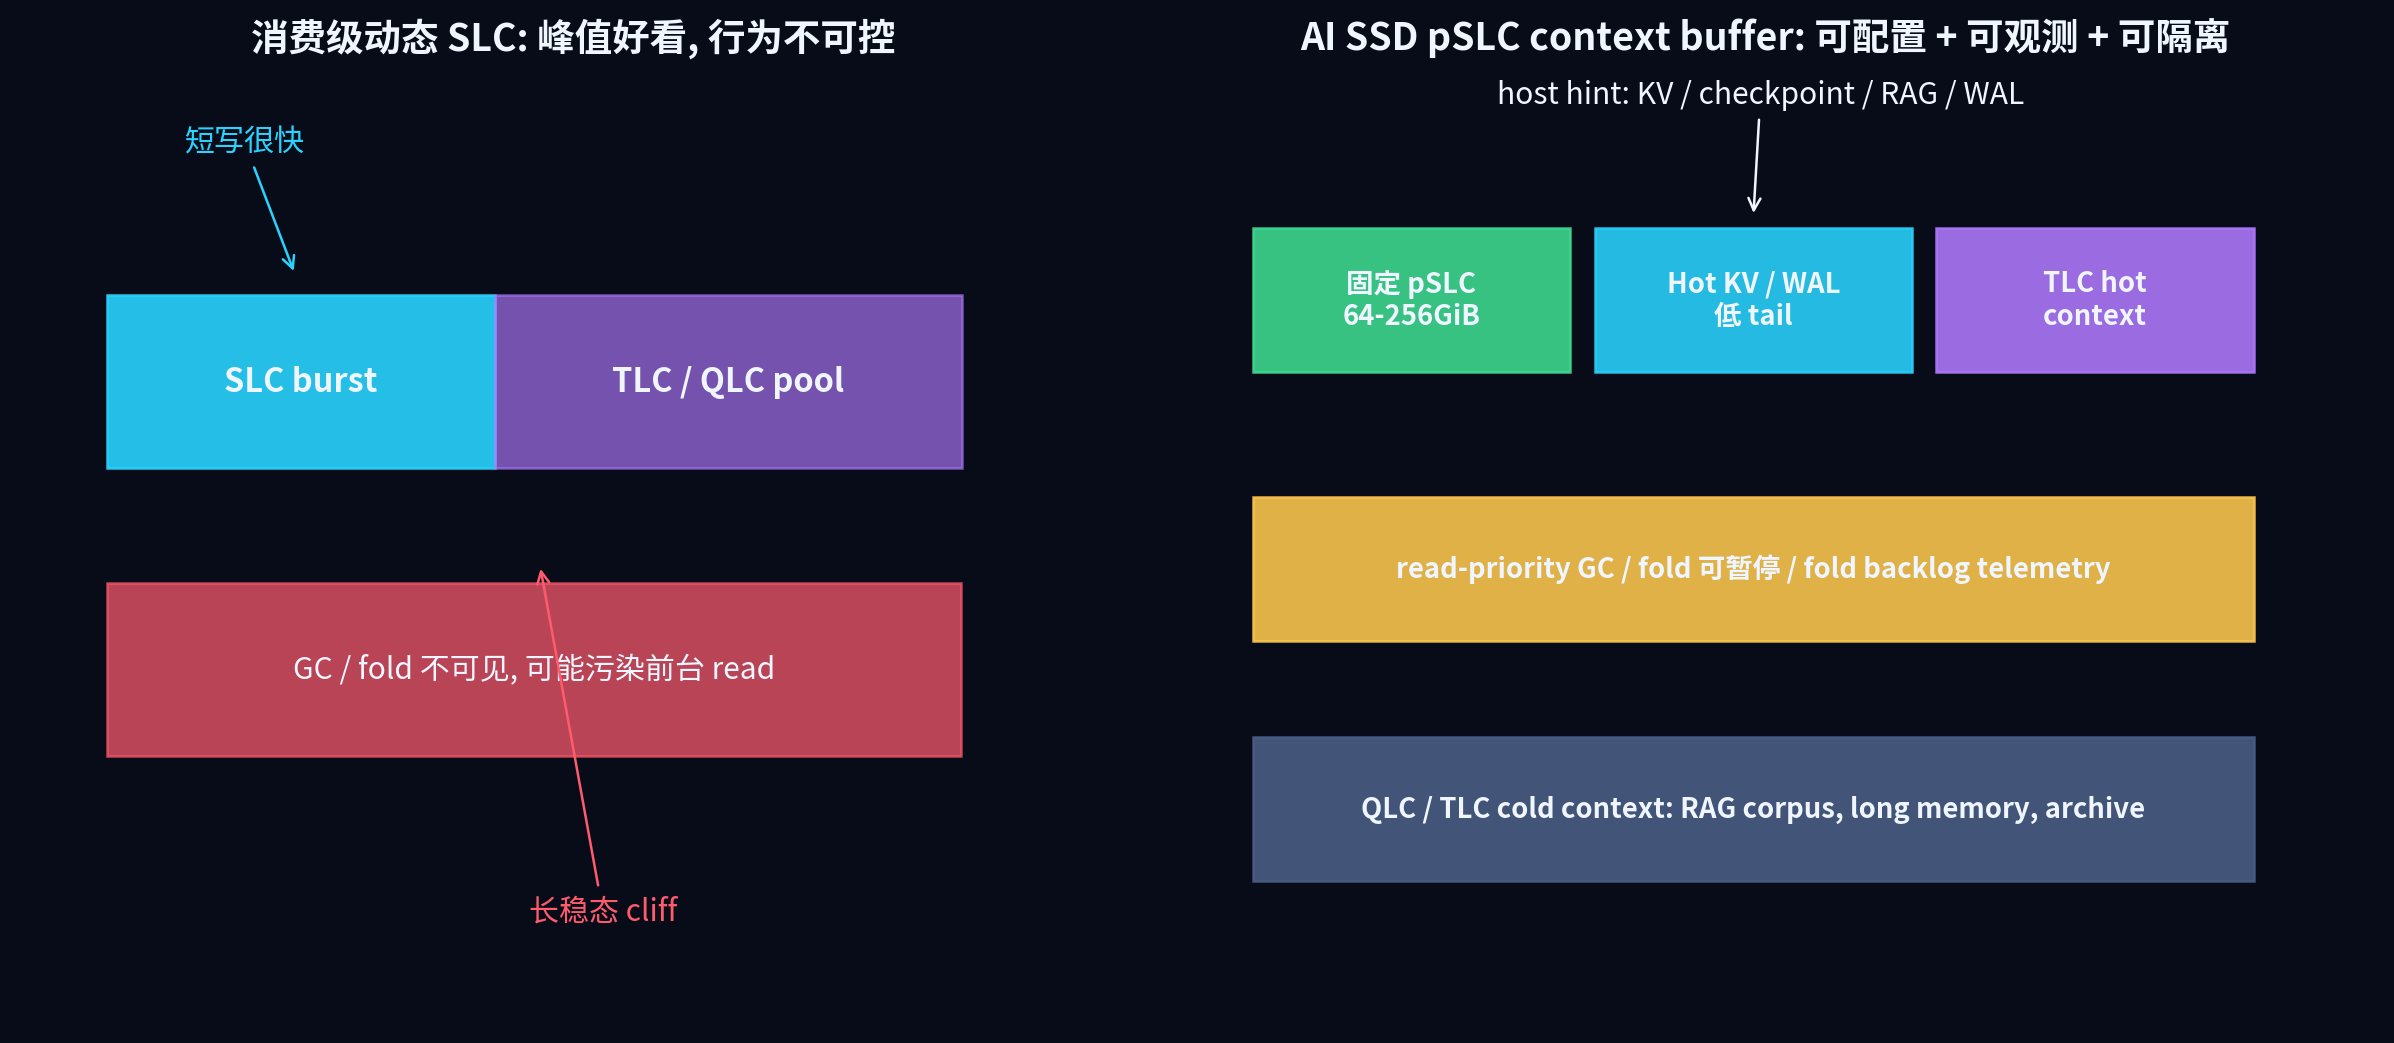 消费级动态 SLC: 峰值好看, 行为不可控
短写很快
SLC burst
TLC / QLC pool
GC / fold 不可见, 可能污染前台 read
长稳态 cliff
AI SSD pSLC context buffer: 可配置 + 可观测 + 可隔离
host hint: KV / checkpoint / RAG / WAL
固定 pSLC
64-256GiB
Hot KV / WAL
低 tail
TLC hot
context
read-priority GC / fold 可暂停 / fold backlog telemetry
QLC / TLC cold context: RAG corpus, long memory, archive